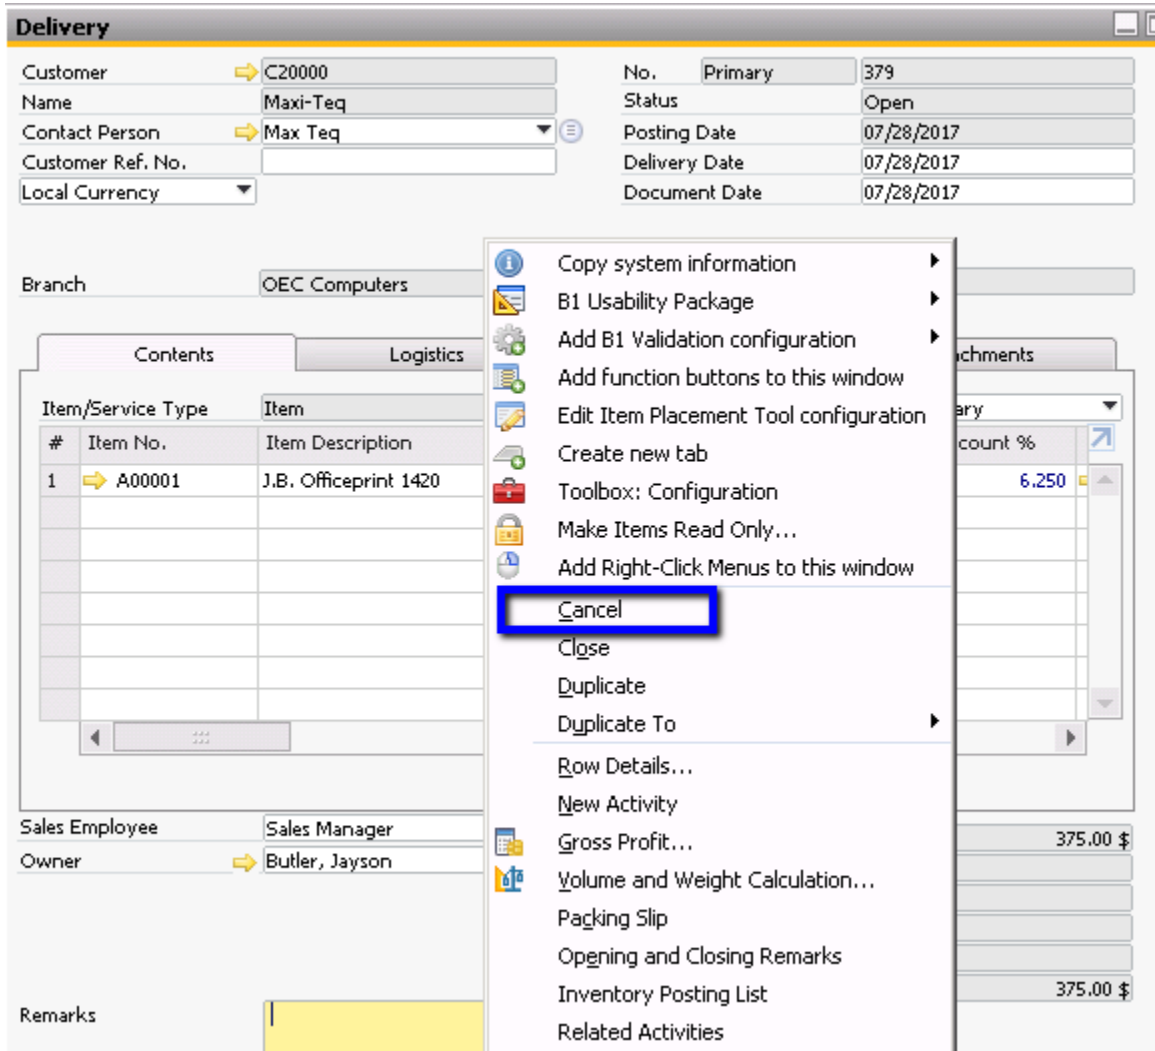 Delivery
Customer C20000 No. Primary 379
Name Maxi-Teq Status Open
Contact Person Max Teq Posting Date 07/28/2017
Customer Ref. No. Delivery Date 07/28/2017
Local Currency Document Date 07/28/2017
Branch OEC Computers
Contents Logistics chments
Item/Service Type Item ary
# Item No. Item Description count %
1 A00001 J.B. Officeprint 1420 6.250
Copy system information
B1 Usability Package
Add B1 Validation configuration
Add function buttons to this window
Edit Item Placement Tool configuration
Create new tab
Toolbox: Configuration
Make Items Read Only...
Add Right-Click Menus to this window
Cancel
Close
Duplicate
Duplicate To
Row Details...
New Activity
Gross Profit...
Volume and Weight Calculation...
Packing Slip
Opening and Closing Remarks
Inventory Posting List
Related Activities
Sales Employee Sales Manager 375.00 $
Owner Butler, Jayson
375.00 $
Remarks